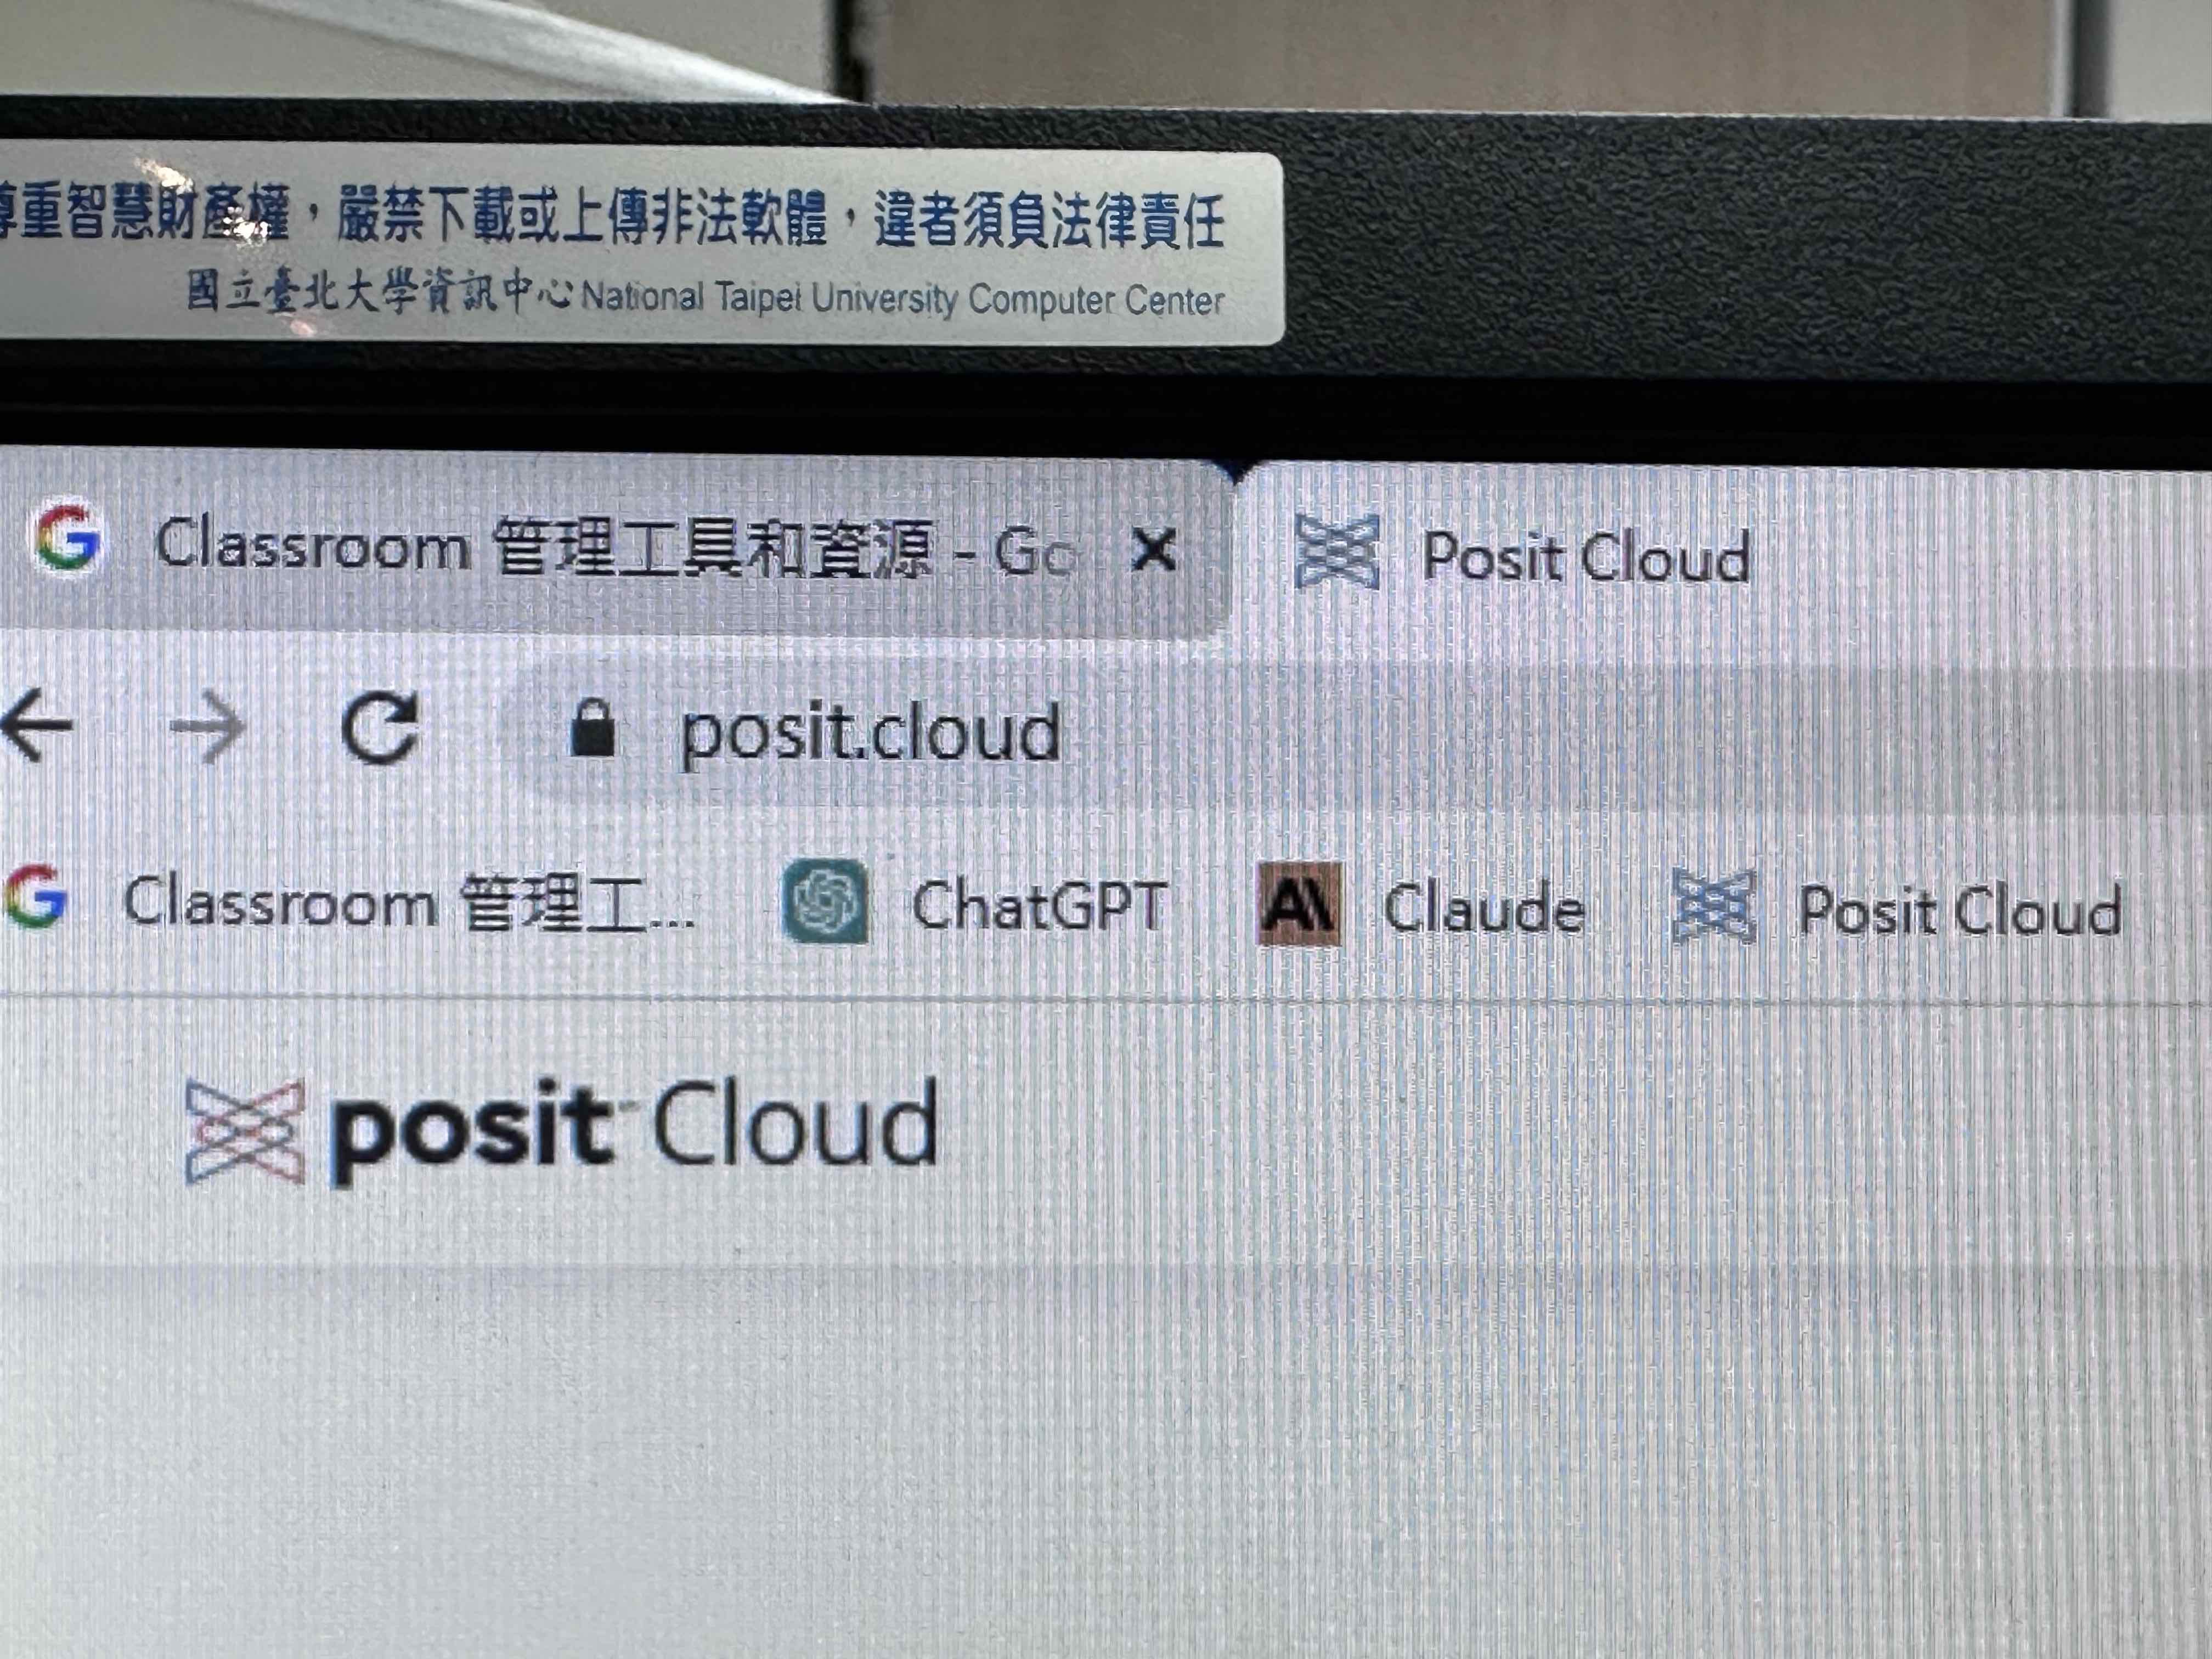 尊重智慧財產權，嚴禁下載或上傳非法軟體，違者須負法律責任
國立臺北大學資訊中心 National Taipei University Computer Center
Classroom 管理工具和資源 - Go
Posit Cloud
posit.cloud
Classroom 管理工...
ChatGPT
Claude
Posit Cloud
posit Cloud